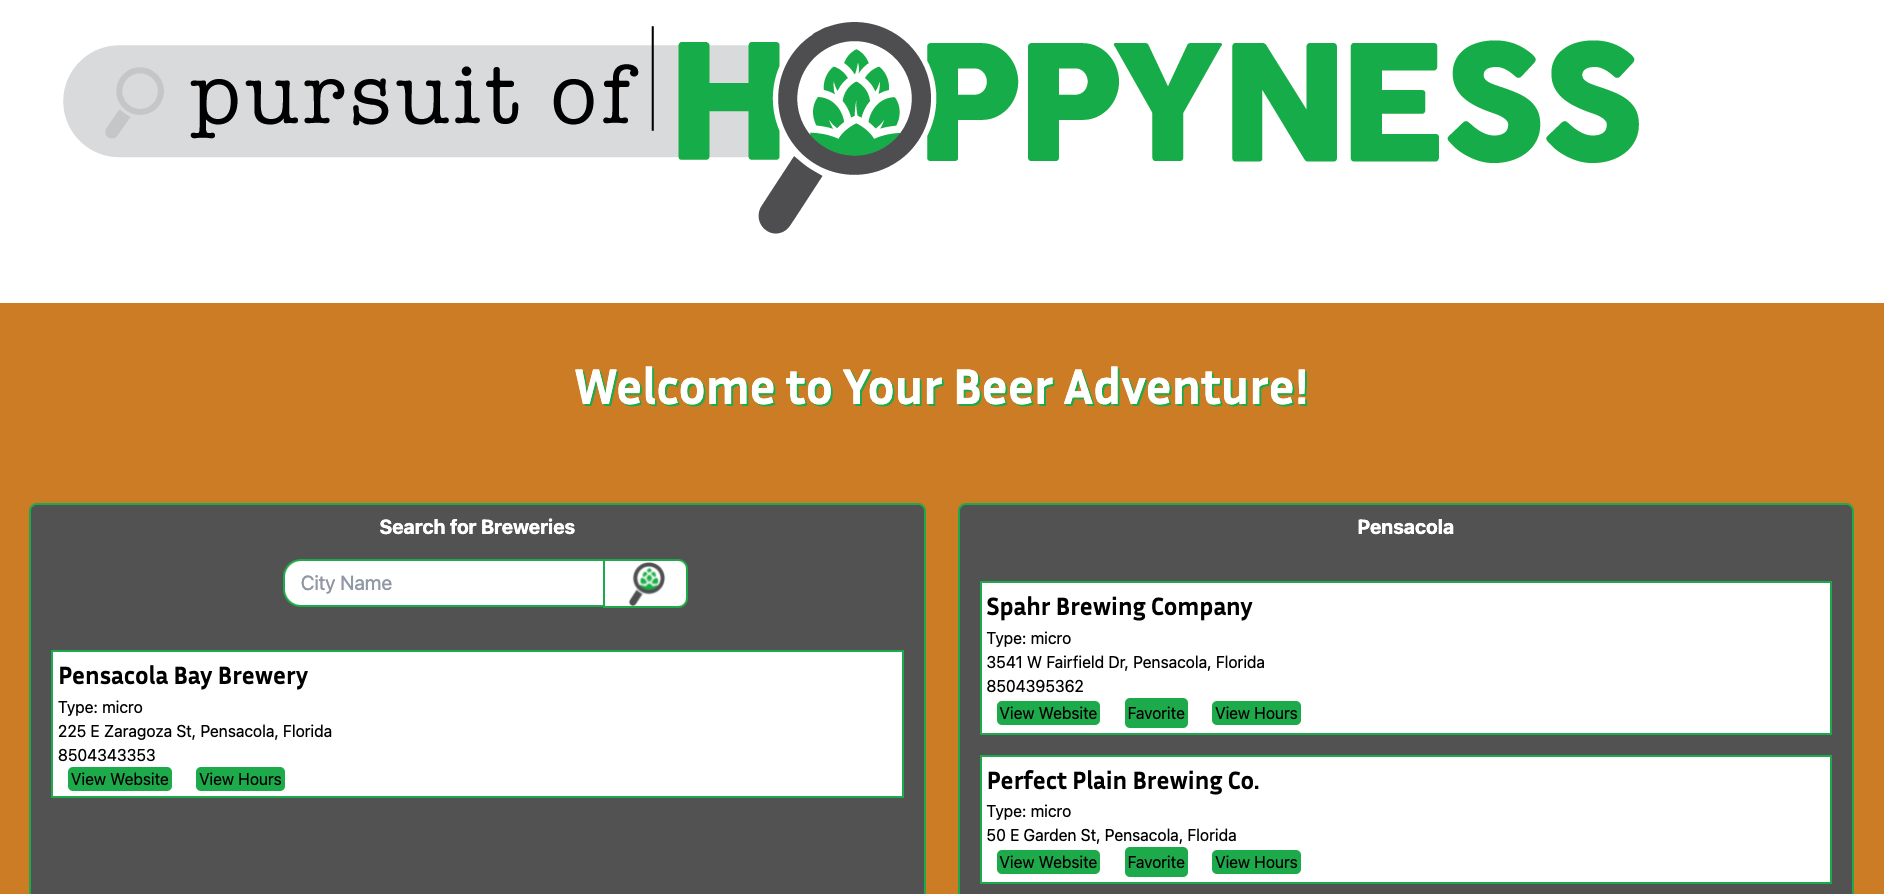 pursuit of HOPPYNESS
Welcome to Your Beer Adventure!
Search for Breweries
City Name
Pensacola Bay Brewery
Type: micro
225 E Zaragoza St, Pensacola, Florida
8504343353
View Website View Hours
Pensacola
Spahr Brewing Company
Type: micro
3541 W Fairfield Dr, Pensacola, Florida
8504395362
View Website Favorite View Hours
Perfect Plain Brewing Co.
Type: micro
50 E Garden St, Pensacola, Florida
View Website Favorite View Hours